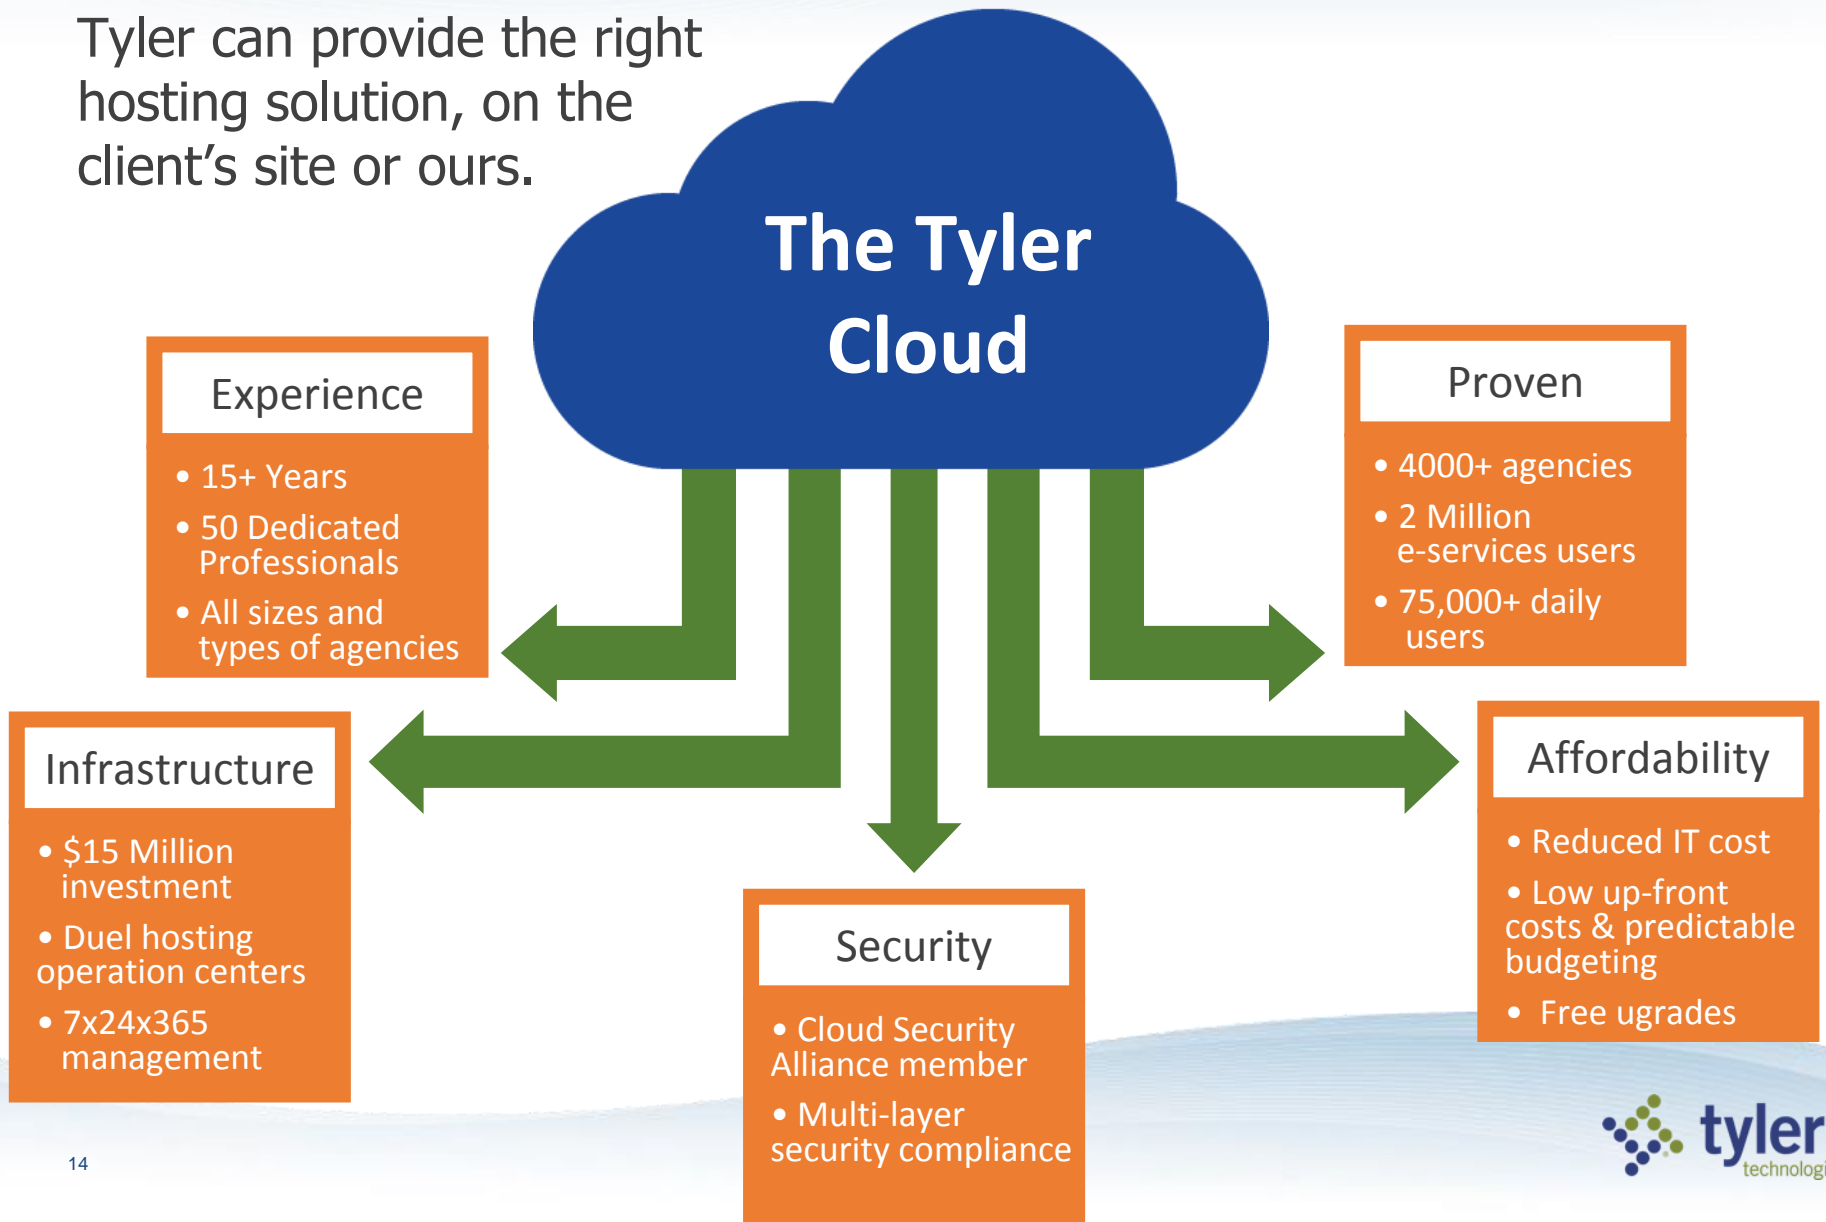 Tyler can provide the right
hosting solution, on the
client’s site or ours.
The Tyler
Cloud
Experience
• 15+ Years
• 50 Dedicated
Professionals
• All sizes and
types of agencies
Proven
• 4000+ agencies
• 2 Million
e-services users
• 75,000+ daily
users
Infrastructure
• $15 Million
investment
• Duel hosting
operation centers
• 7x24x365
management
Security
• Cloud Security
Alliance member
• Multi-layer
security compliance
Affordability
• Reduced IT cost
• Low up-front
costs & predictable
budgeting
• Free ugrades
14
tyler
technologi